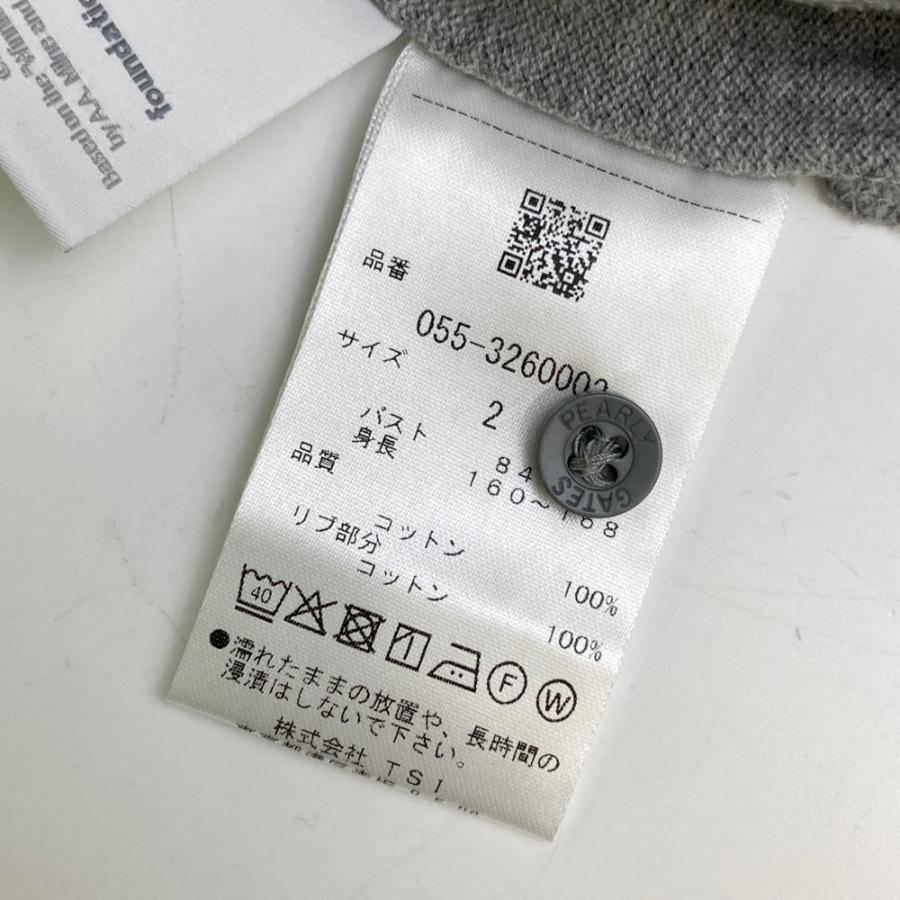 Based on the "Winnie
by A.A. Milne and
foundation
品番
055-3260003
サイズ
2
バスト
84
身長
160~168
品質
コットン
100%
リブ部分
コットン
100%
40
F
W
●濡れたままの放置や、長時間の
浸漬はしないで下さい。
株式会社 TSI
PEARLY
GATES